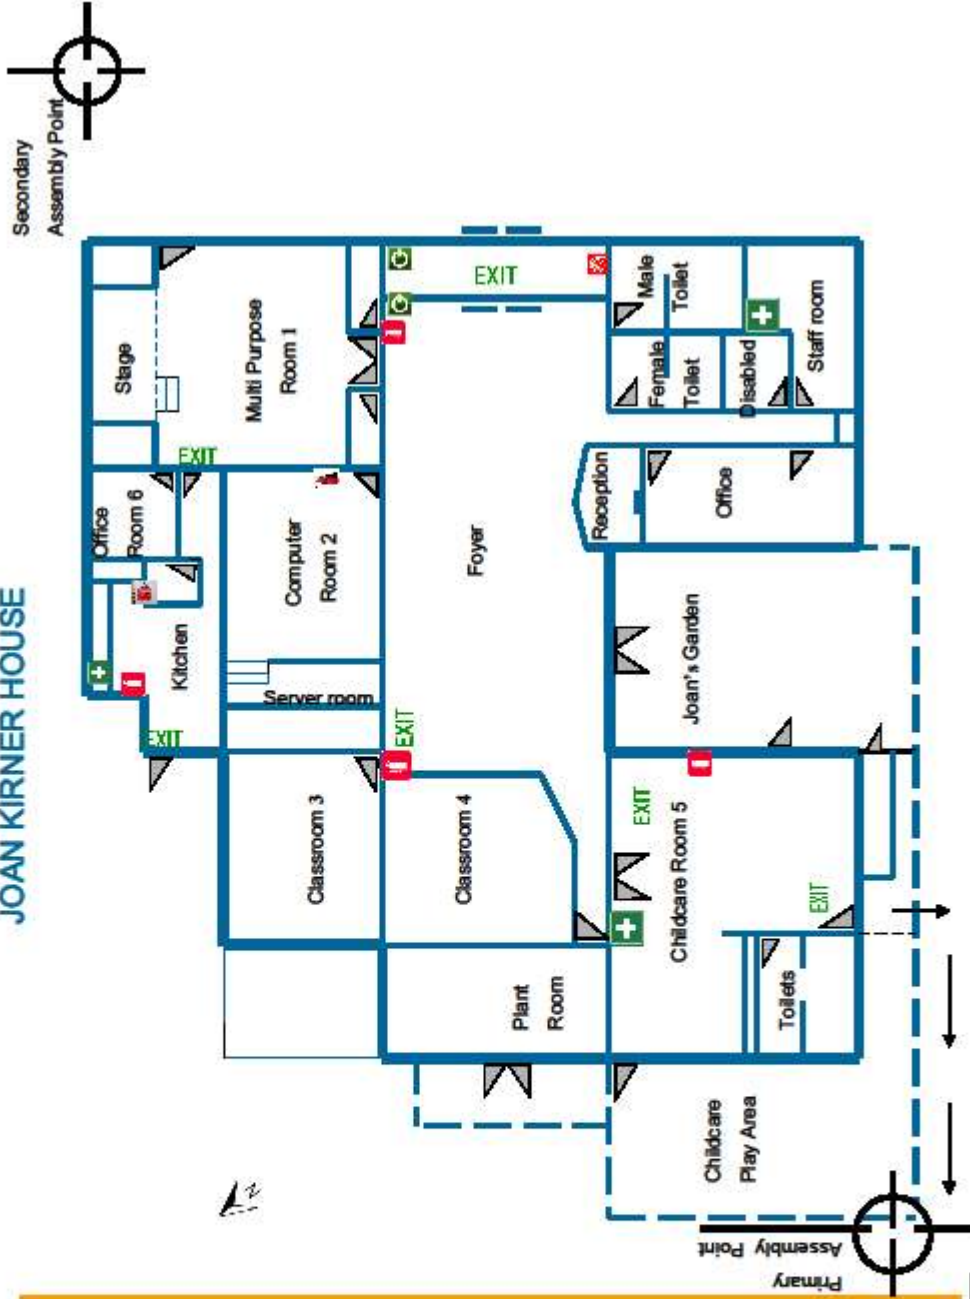 JOAN KIRNER HOUSE
Secondary
Assembly Point
Stage
Multi Purpose
Room 1
EXIT
EXIT
Male
Toilet
Female
Toilet
Disabled
Staff room
Office
Room 6
Kitchen
EXIT
Computer
Room 2
Server room
Foyer
Reception
Office
EXIT
Joan's Garden
Classroom 3
Classroom 4
EXIT
Childcare Room 5
EXIT
Plant
Room
Toilets
Childcare
Play Area
N
Primary
Assembly Point